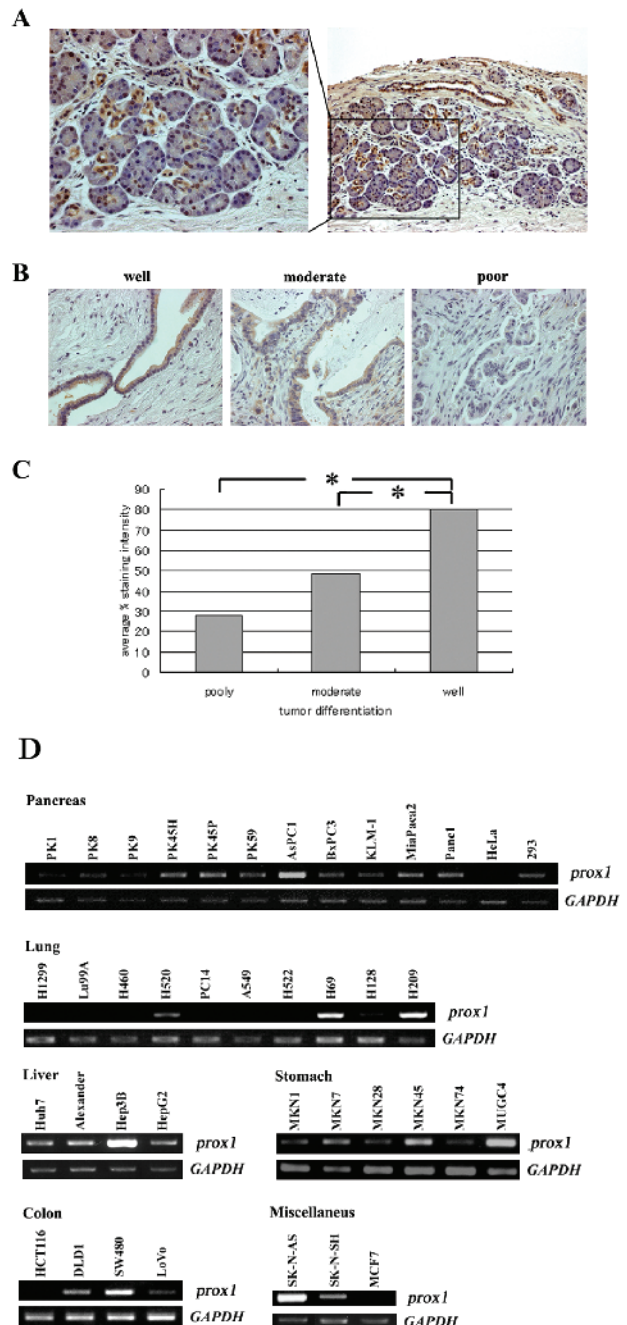 A
B
well moderate poor
C
* *
90
80
70
60
50
40
30
20
10
0
average % staining intensity
pooly moderate well
tumor differentiation
D
Pancreas
PK1 PK8 PK9 PK45H PK45P PK59 AsPC1 BxPC3 KLM-1 MiaPaca2 Panc1 HeLa 293
prox1
GAPDH
Lung
H1299 Lu99A H460 H520 PC14 A549 H522 H69 H128 H209
prox1
GAPDH
Liver
Huh7 Alexander Hep3B HepG2
prox1
GAPDH
Stomach
MKN1 MKN7 MKN28 MKN45 MKN74 MUGC4
prox1
GAPDH
Colon
HCT116 DLD1 SW480 LoVo
prox1
GAPDH
Miscellaneus
SK-N-AS SK-N-SH MCF7
prox1
GAPDH